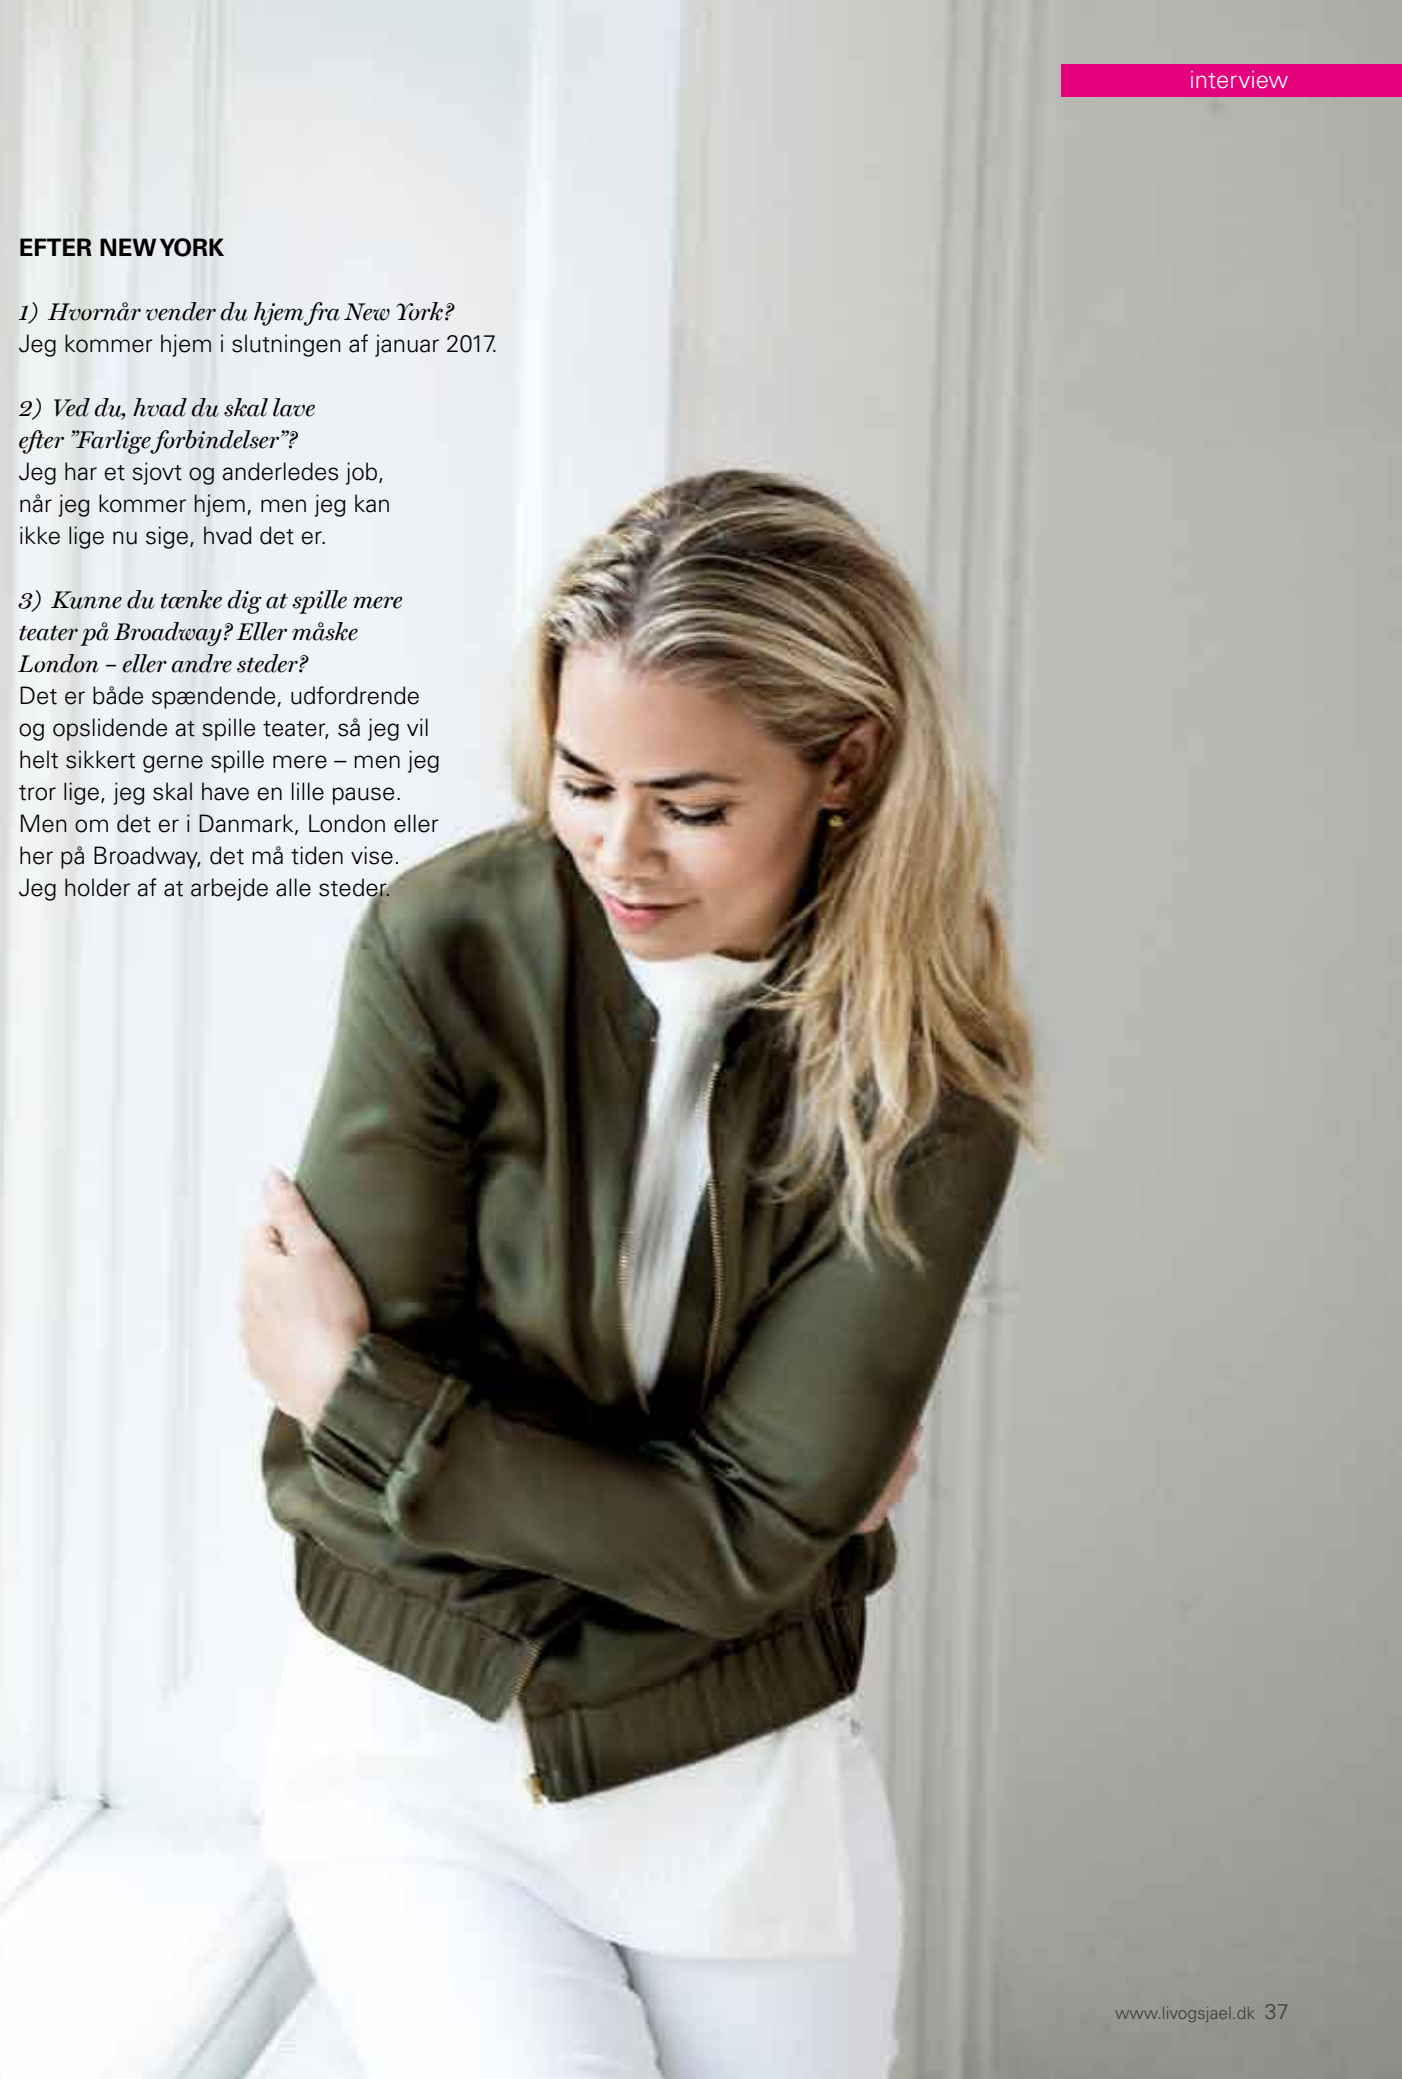 interview
EFTER NEW YORK
1) Hvornår vender du hjem fra New York?
Jeg kommer hjem i slutningen af januar 2017.
2) Ved du, hvad du skal lave
efter ”Farlige forbindelser”?
Jeg har et sjovt og anderledes job,
når jeg kommer hjem, men jeg kan
ikke lige nu sige, hvad det er.
3) Kunne du tænke dig at spille mere
teater på Broadway? Eller måske
London – eller andre steder?
Det er både spændende, udfordrende
og opslidende at spille teater, så jeg vil
helt sikkert gerne spille mere – men jeg
tror lige, jeg skal have en lille pause.
Men om det er i Danmark, London eller
her på Broadway, det må tiden vise.
Jeg holder af at arbejde alle steder.
www.livogsjael.dk 37